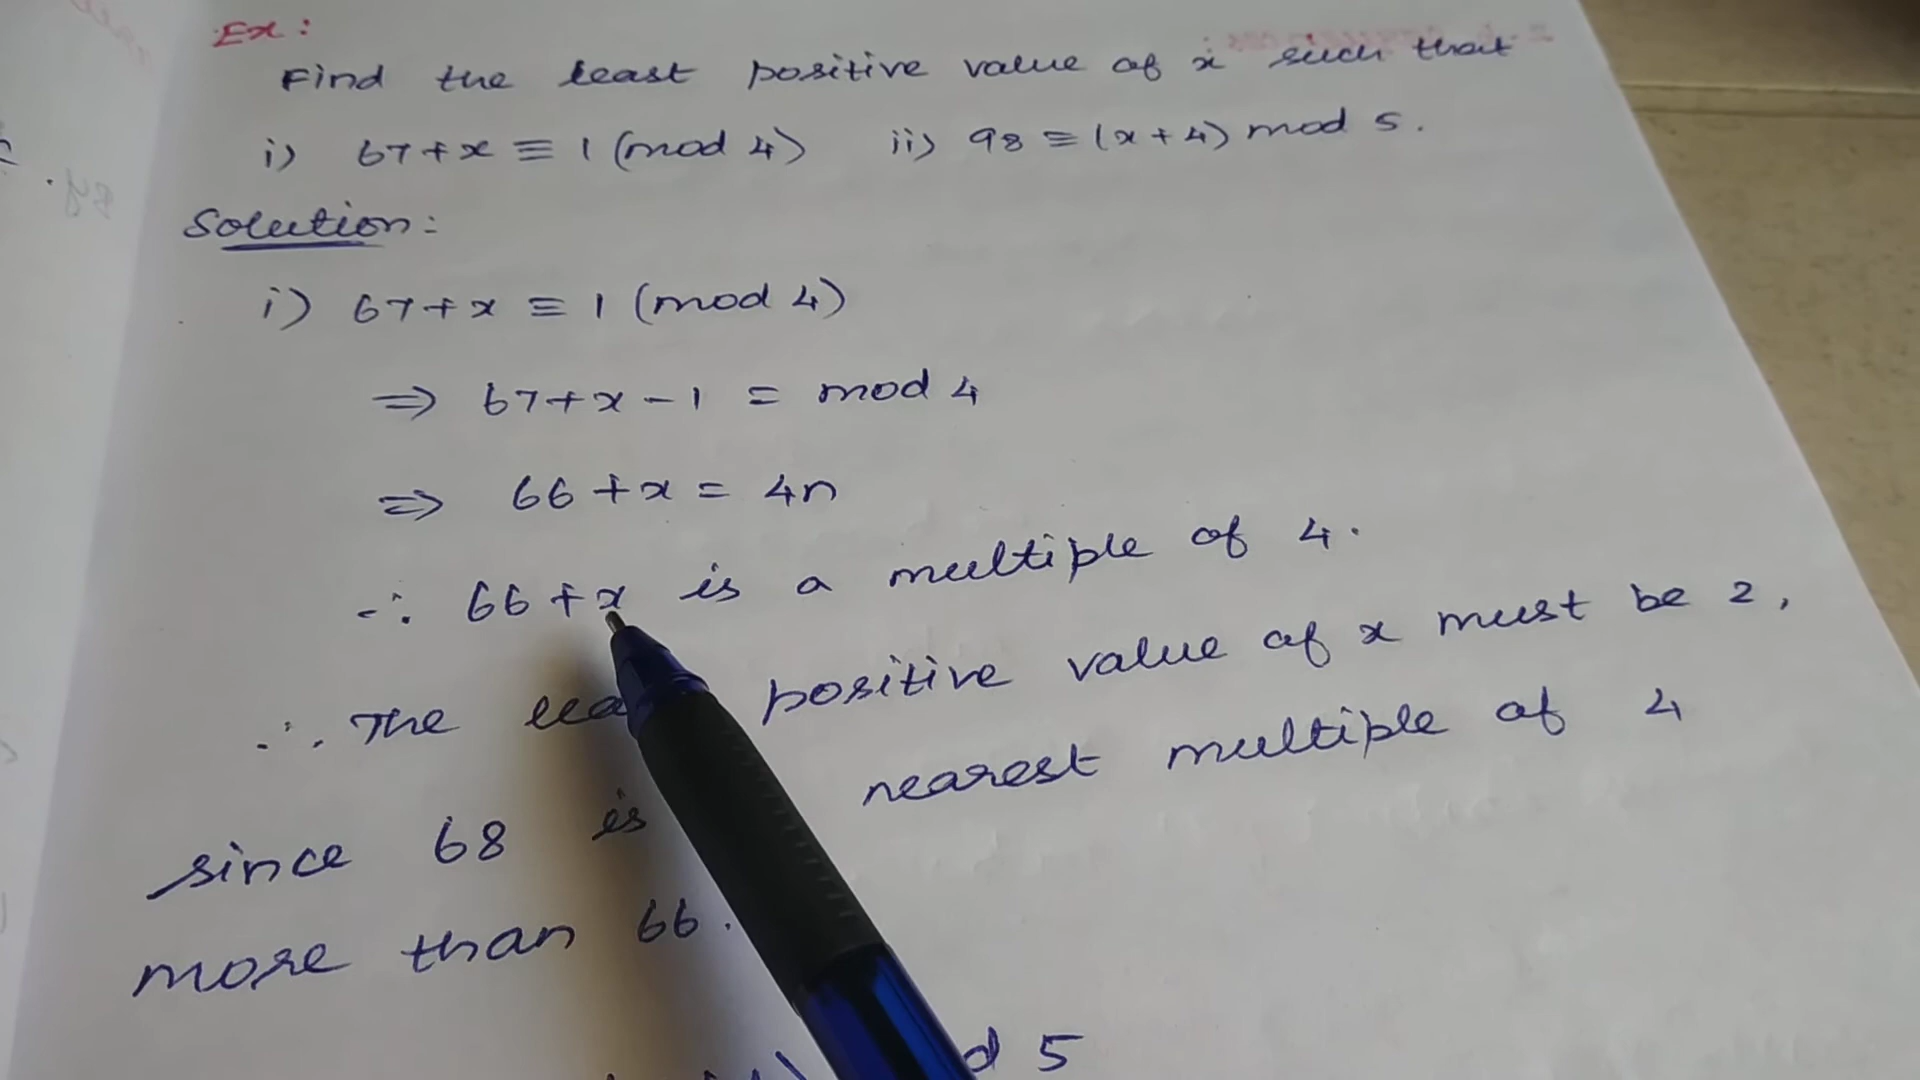 Ex:
Find the least positive value of x such that
i) 67+x ≡ 1 (mod 4) ii) 98 ≡ (x+4) mod 5.
Solution:
i) 67+x ≡ 1 (mod 4)
⇒ 67+x-1 = mod 4
⇒ 66+x = 4n
∴ 66+x is a multiple of 4.
∴ The positive value of x must be 2,
since 68 is nearest multiple of 4
more than 66.
d 5